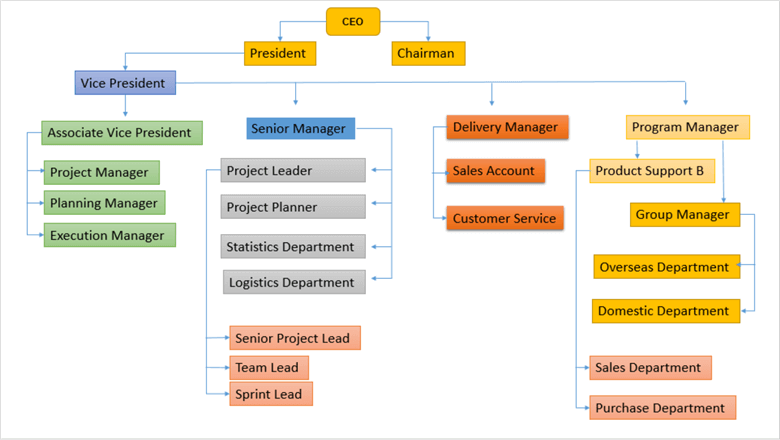 CEO
President
Chairman
Vice President
Associate Vice President
Senior Manager
Delivery Manager
Program Manager
Project Manager
Project Leader
Sales Account
Product Support B
Planning Manager
Project Planner
Customer Service
Group Manager
Execution Manager
Statistics Department
Overseas Department
Logistics Department
Domestic Department
Senior Project Lead
Team Lead
Sales Department
Sprint Lead
Purchase Department